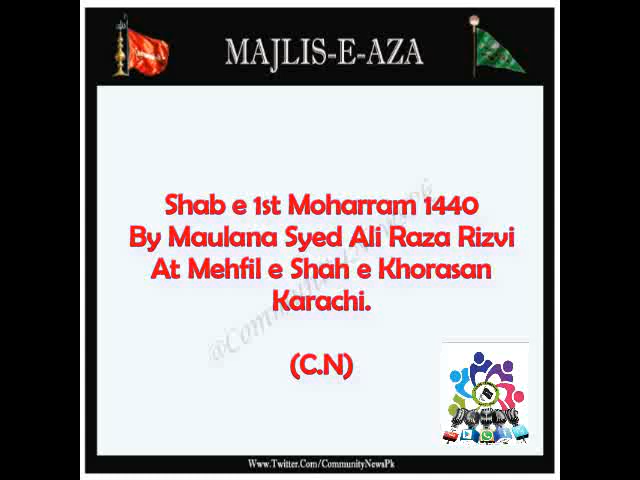 MAJLIS-E-AZA
Shab e 1st Moharram 1440
By Maulana Syed Ali Raza Rizvi
At Mehfil e Shah e Khorasan
Karachi.
@CommunityNewsPk
(C.N)
Www.Twitter.Com/CommunityNewsPk